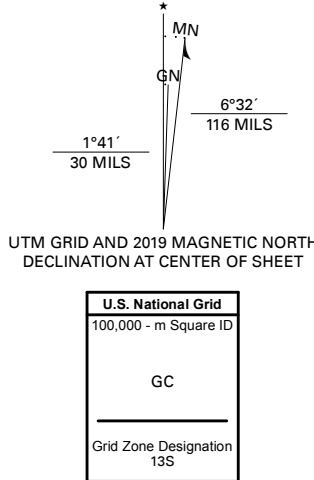 ★
MN
GN
6°32´
116 MILS
1°41´
30 MILS
UTM GRID AND 2019 MAGNETIC NORTH
DECLINATION AT CENTER OF SHEET
U.S. National Grid
100,000 - m Square ID
GC
Grid Zone Designation
13S